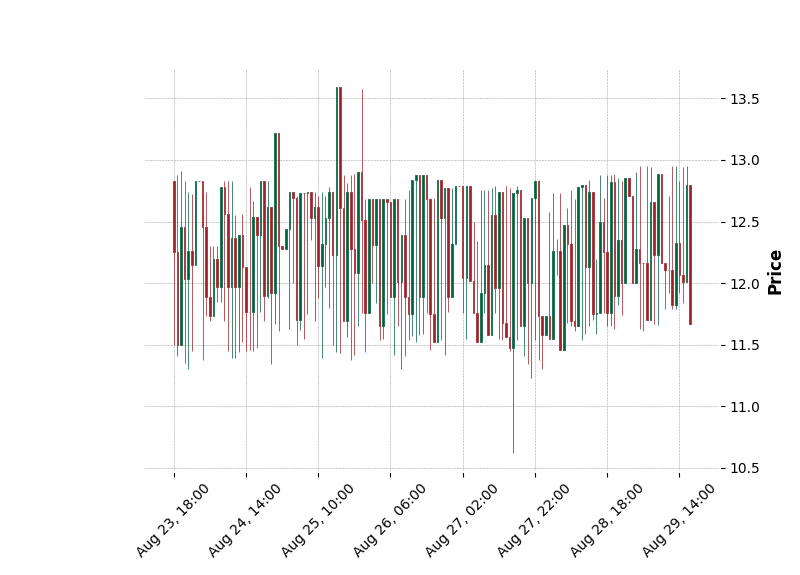 13.5
13.0
12.5
12.0
11.5
11.0
10.5
Price
Aug 23, 18:00
Aug 24, 14:00
Aug 25, 10:00
Aug 26, 06:00
Aug 27, 02:00
Aug 27, 22:00
Aug 28, 18:00
Aug 29, 14:00